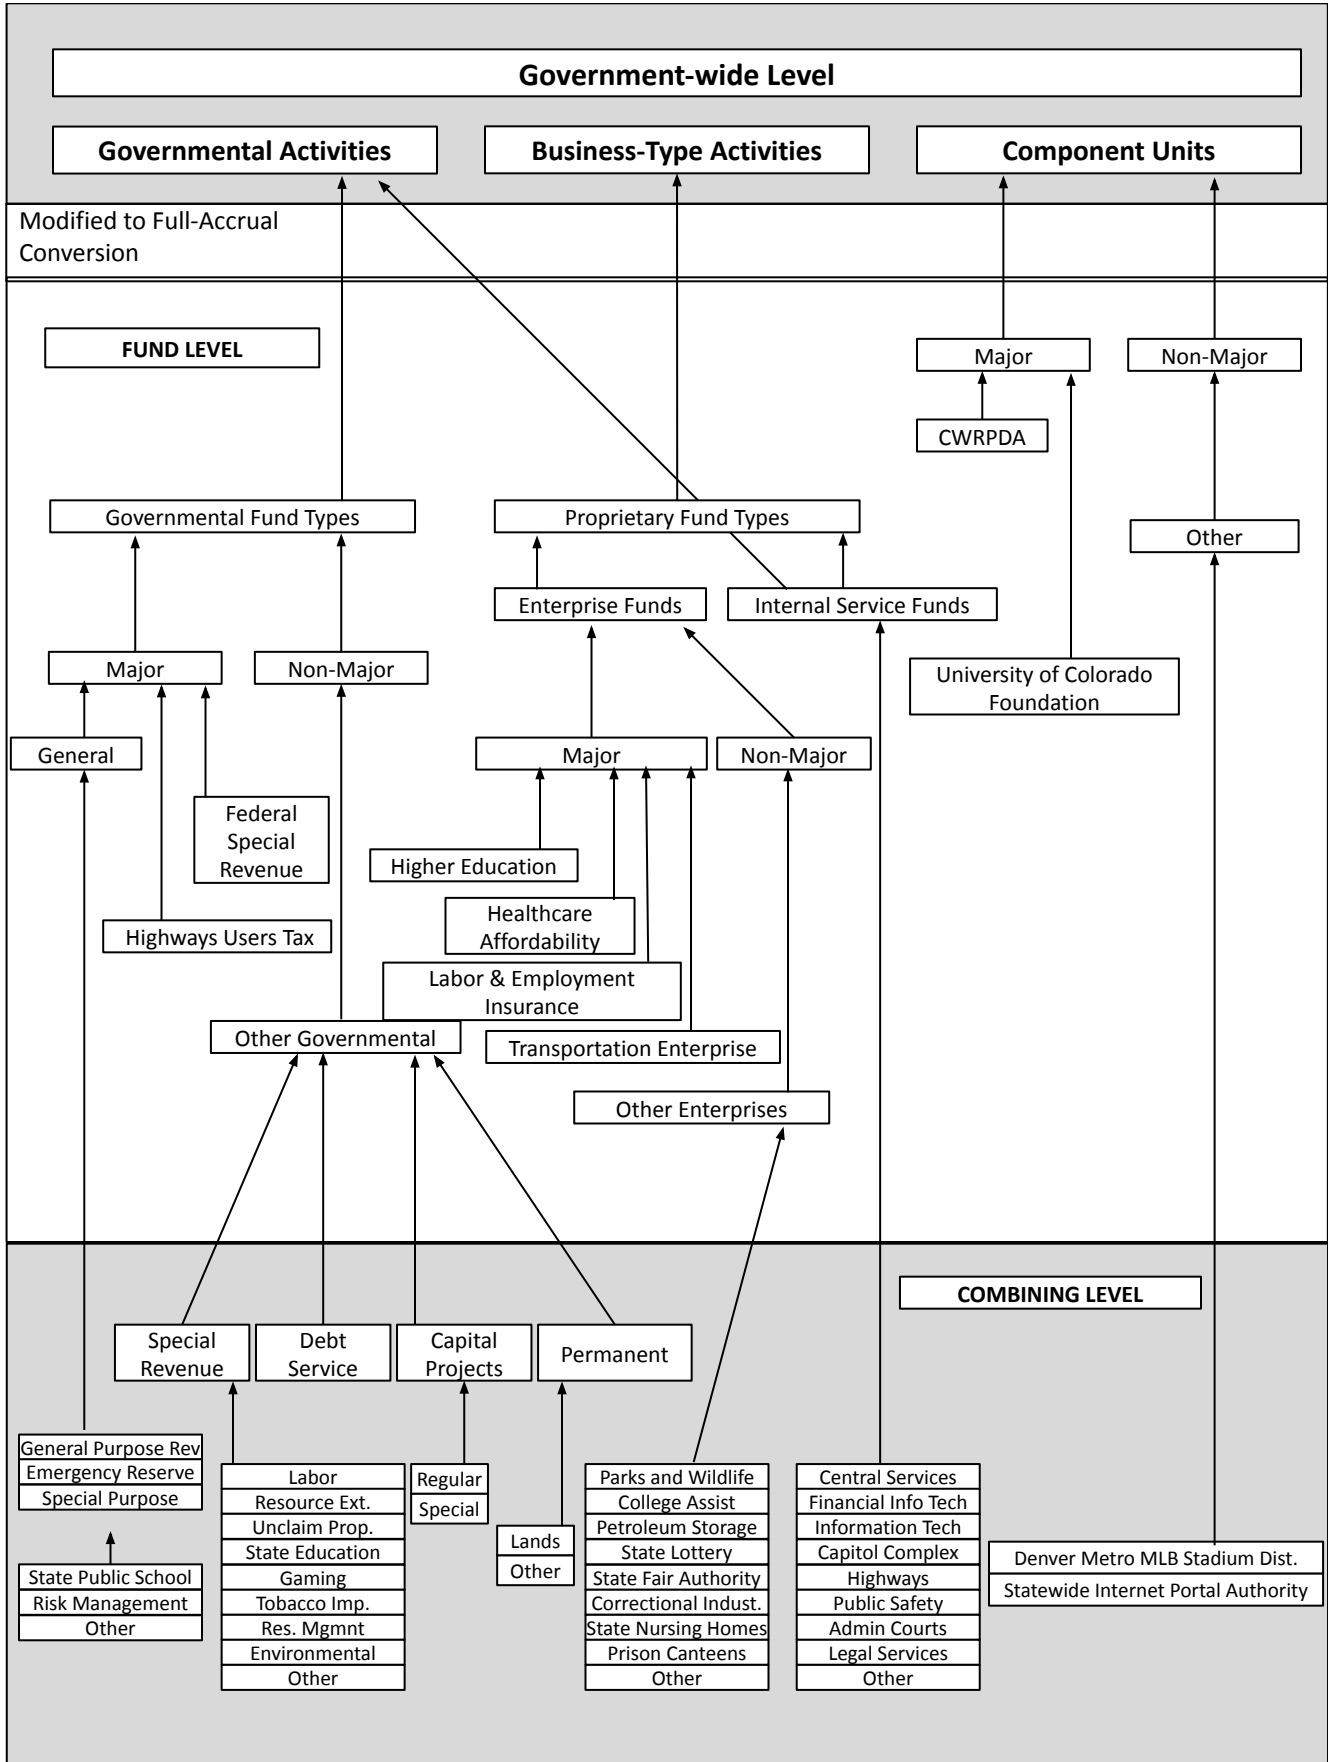 Government-wide Level
Governmental Activities
Business-Type Activities
Component Units
Modified to Full-Accrual
Conversion
FUND LEVEL
Major
Non-Major
CWRPDA
Governmental Fund Types
Proprietary Fund Types
Other
Enterprise Funds
Internal Service Funds
Major
Non-Major
University of Colorado
Foundation
General
Major
Non-Major
Federal
Special
Revenue
Higher Education
Healthcare
Affordability
Highways Users Tax
Labor & Employment
Insurance
Other Governmental
Transportation Enterprise
Other Enterprises
COMBINING LEVEL
Special
Revenue
Debt
Service
Capital
Projects
Permanent
General Purpose Rev
Emergency Reserve
Special Purpose
State Public School
Risk Management
Other
Labor
Resource Ext.
Unclaim Prop.
State Education
Gaming
Tobacco Imp.
Res. Mgmnt
Environmental
Other
Regular
Special
Lands
Other
Parks and Wildlife
College Assist
Petroleum Storage
State Lottery
State Fair Authority
Correctional Indust.
State Nursing Homes
Prison Canteens
Other
Central Services
Financial Info Tech
Information Tech
Capitol Complex
Highways
Public Safety
Admin Courts
Legal Services
Other
Denver Metro MLB Stadium Dist.
Statewide Internet Portal Authority